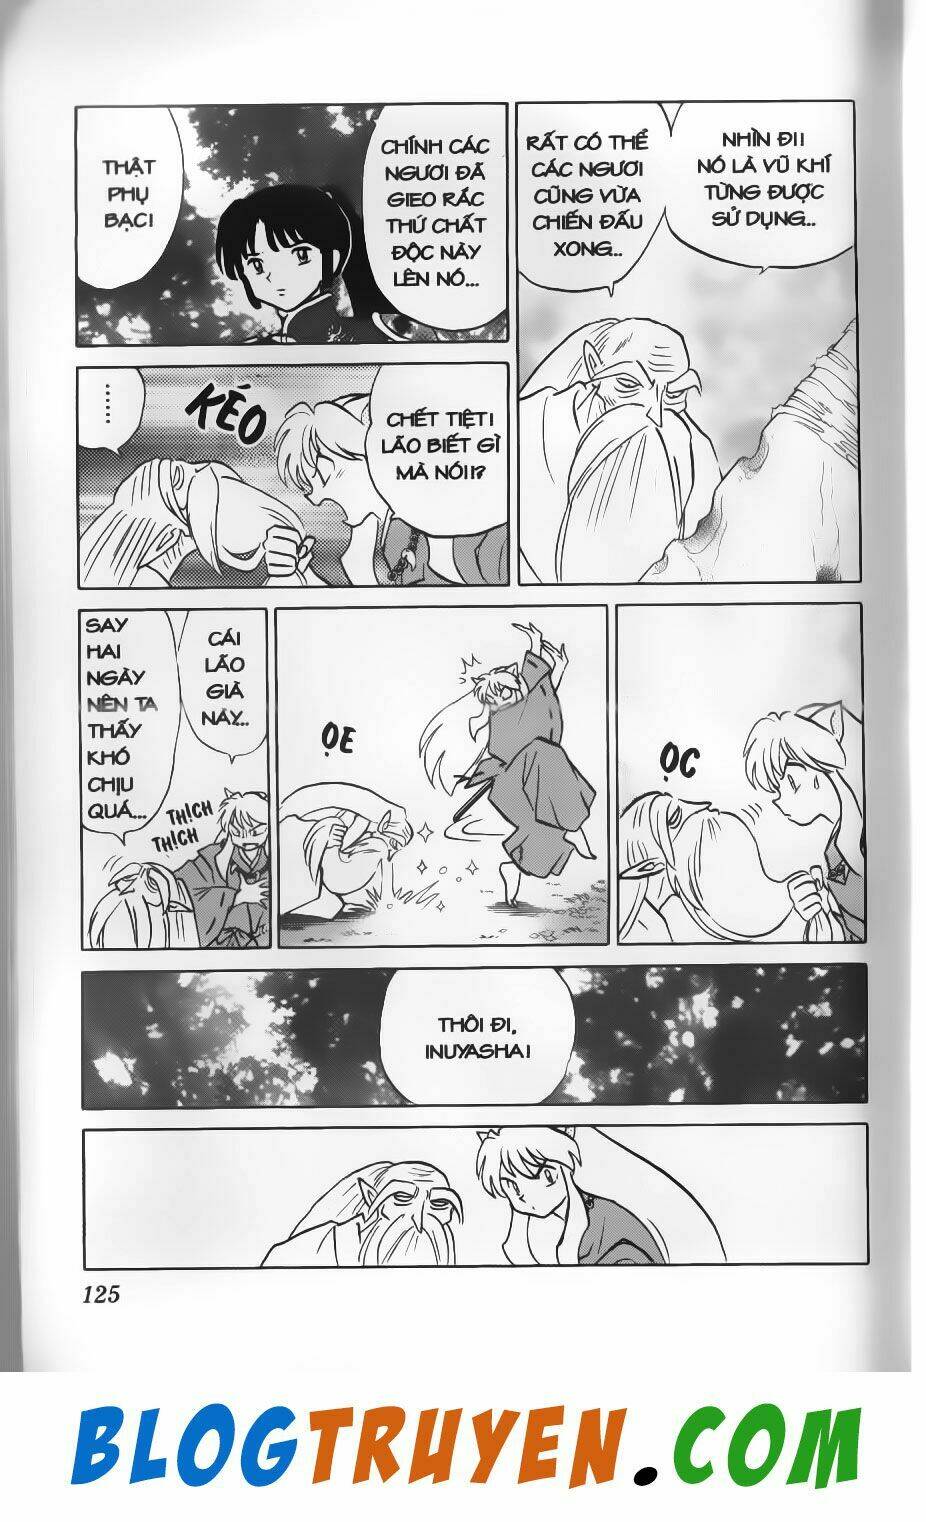 NHÌN ĐI!
NÓ LÀ VŨ KHÍ
TỪNG ĐƯỢC
SỬ DỤNG...
RẤT CÓ THỂ
CÁC NGƯƠI
CŨNG VỪA
CHIẾN ĐẤU
XONG...
CHÍNH CÁC
NGƯƠI ĐÃ
GIEO RẮC
THỨ CHẤT
ĐỘC NÀY
LÊN NÓ...
THẬT
PHỤ
BẠC!
CHẾT TIỆT!
LÃO BIẾT GÌ
MÀ NÓI!?
KÉO
......
ỌC
ỌE
CÁI
LÃO
GIÀ
NÀY...
SAY
HAI
NGÀY
NÊN TA
THẤY
KHÓ
CHỊU
QUÁ...
THỊCH
THỊCH
THÔI ĐI,
INUYASHA!
125
BLOGTRUYEN.COM